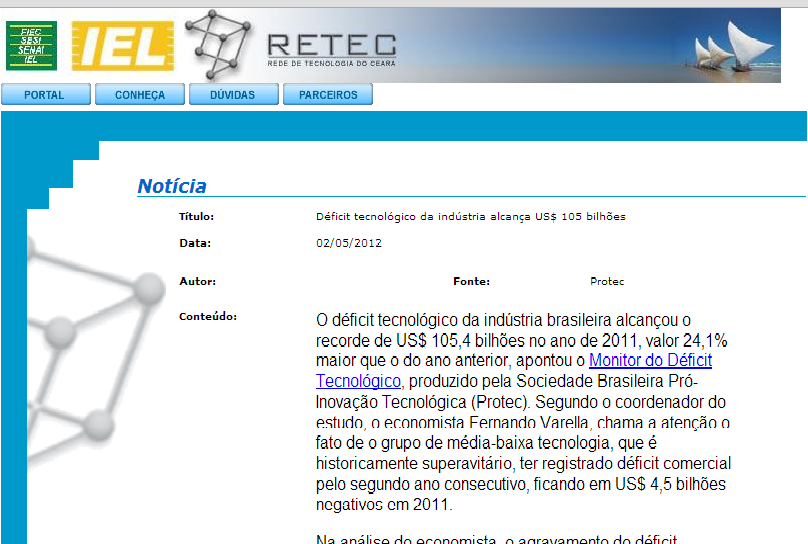 FIEC
SESI
SENAI
IEL
IEL
RETEC
REDE DE TECNOLOGIA DO CEARÁ
PORTAL CONHEÇA DÚVIDAS PARCEIROS
Notícia
Título: Déficit tecnológico da indústria alcança US$ 105 bilhões
Data: 02/05/2012
Autor: Fonte: Protec
Conteúdo: O déficit tecnológico da indústria brasileira alcançou o
recorde de US$ 105,4 bilhões no ano de 2011, valor 24,1%
maior que o do ano anterior, apontou o Monitor do Déficit
Tecnológico, produzido pela Sociedade Brasileira Pró-
Inovação Tecnológica (Protec). Segundo o coordenador do
estudo, o economista Fernando Varella, chama a atenção o
fato de o grupo de média-baixa tecnologia, que é
historicamente superavitário, ter registrado déficit comercial
pelo segundo ano consecutivo, ficando em US$ 4,5 bilhões
negativos em 2011.
Na análise do economista, o agravamento do déficit